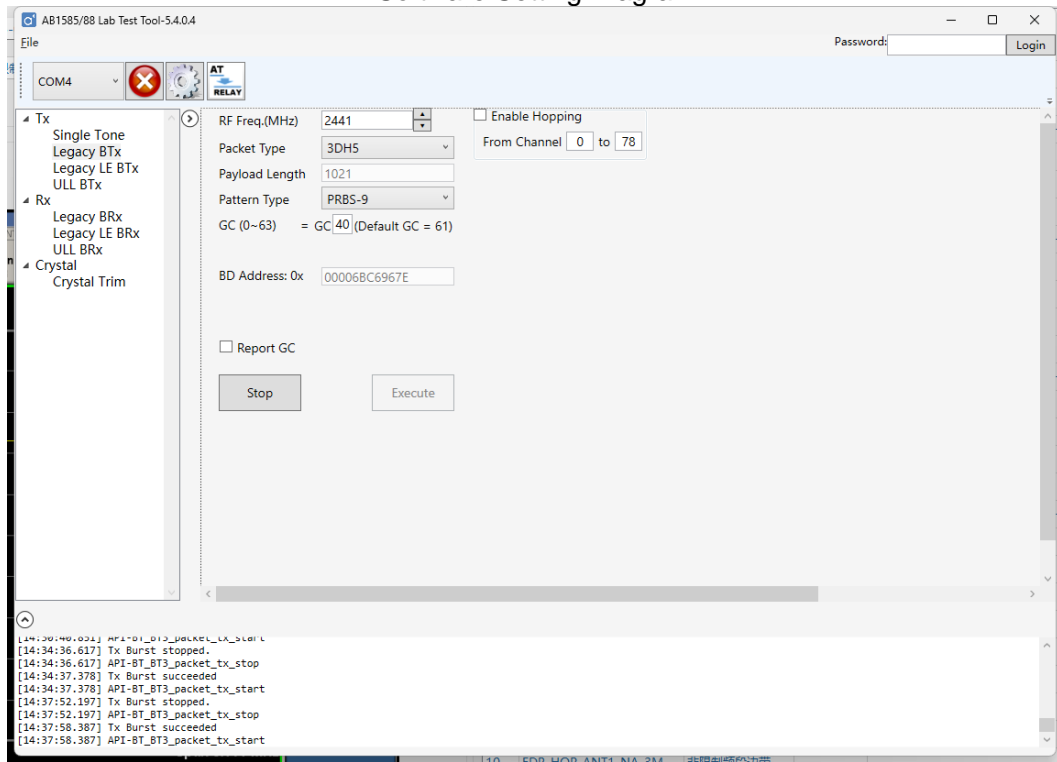 AB1585/88 Lab Test Tool-5.4.0.4
File
Password:
Login
COM4
AT
RELAY
Tx
Single Tone
Legacy BTx
Legacy LE BTx
ULL BTx
Rx
Legacy BRx
Legacy LE BRx
ULL BRx
Crystal
Crystal Trim
RF Freq.(MHz) 2441
Packet Type 3DH5
Payload Length 1021
Pattern Type PRBS-9
GC (0~63) = GC 40 (Default GC = 61)
BD Address: 0x 00006BC6967E
Report GC
Stop Execute
Enable Hopping
From Channel 0 to 78
[14:30:40.851] API-BT_BT3_packet_tx_start
[14:34:36.617] Tx Burst stopped.
[14:34:36.617] API-BT_BT3_packet_tx_stop
[14:34:37.378] Tx Burst succeeded
[14:34:37.378] API-BT_BT3_packet_tx_start
[14:37:52.197] Tx Burst stopped.
[14:37:52.197] API-BT_BT3_packet_tx_stop
[14:37:58.387] Tx Burst succeeded
[14:37:58.387] API-BT_BT3_packet_tx_start